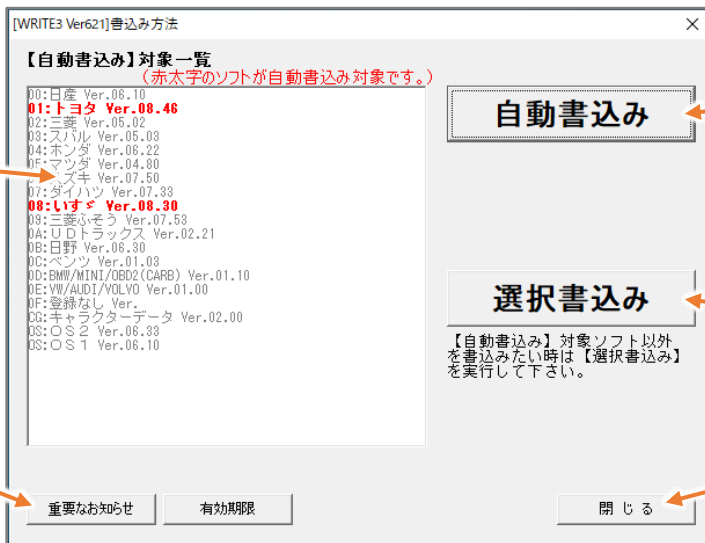 [WRITE3 Ver621]書込み方法
【自動書込み】対象一覧
(赤太字のソフトが自動書込み対象です。)
00:日産 Ver.06.10
01:トヨタ Ver.08.46
02:三菱 Ver.05.02
03:スバル Ver.05.03
04:ホンダ Ver.06.22
05:マツダ Ver.04.80
ズキ Ver.07.50
07:ダイハツ Ver.07.33
08:いすゞ Ver.08.30
09:三菱ふそう Ver.07.53
0A:UDトラックス Ver.02.21
0B:日野 Ver.06.30
0C:ベンツ Ver.01.03
0D:BMW/MINI/OBD2(CARB) Ver.01.10
0E:VW/AUDI/VOLVO Ver.01.00
0F:登録なし Ver.
CG:キャラクターデータ Ver.02.00
OS:OS2 Ver.06.33
OS:OS1 Ver.06.10
自動書込み
選択書込み
【自動書込み】対象ソフト以外
を書込みたい時は【選択書込み】
を実行して下さい。
重要なお知らせ
有効期限
閉じる